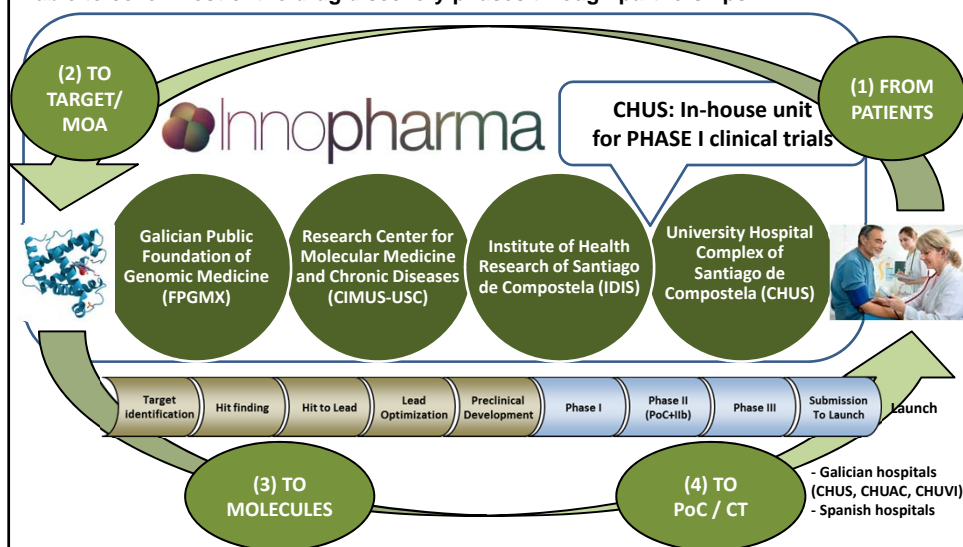 (2) TO
TARGET/
MOA
Innopharma
CHUS: In-house unit
for PHASE I clinical trials
(1) FROM
PATIENTS
Galician Public
Foundation of
Genomic Medicine
(FPGMX)
Research Center for
Molecular Medicine
and Chronic Diseases
(CIMUS-USC)
Institute of Health
Research of Santiago
de Compostela (IDIS)
University Hospital
Complex of
Santiago de
Compostela (CHUS)
Target
identification
Hit finding
Hit to Lead
Lead
Optimization
Preclinical
Development
Phase I
Phase II
(PoC+IIb)
Phase III
Submission
To Launch
Launch
(3) TO
MOLECULES
(4) TO
PoC / CT
- Galician hospitals
(CHUS, CHUAC, CHUVI)
- Spanish hospitals